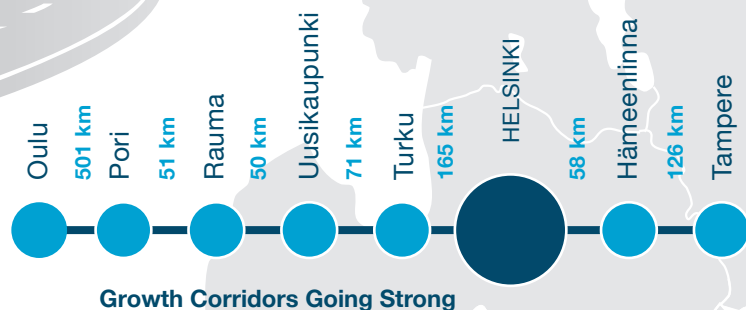 Oulu
501 km
Pori
51 km
Rauma
50 km
Uusikaupunki
71 km
Turku
165 km
HELSINKI
58 km
Hämeenlinna
126 km
Tampere
Growth Corridors Going Strong